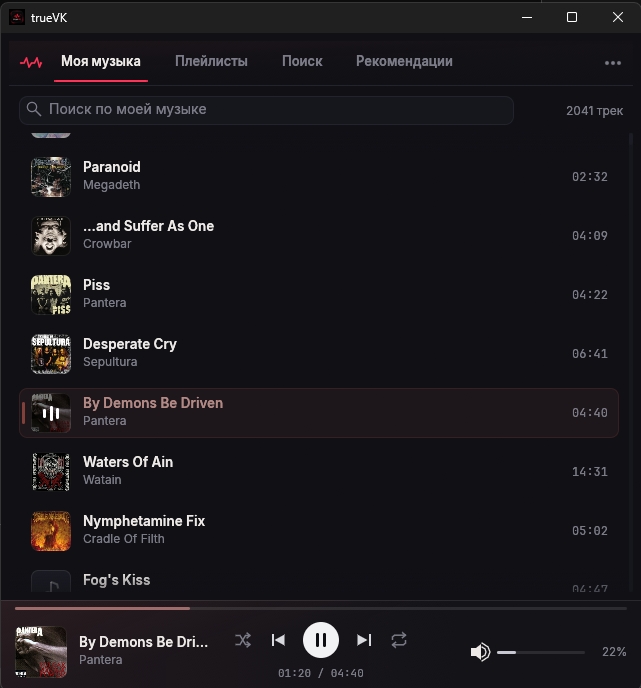 trueVK
Моя музыка
Плейлисты
Поиск
Рекомендации
Поиск по моей музыке
2041 трек
Paranoid
Megadeth
02:32
...and Suffer As One
Crowbar
04:09
Piss
Pantera
04:22
Desperate Cry
Sepultura
06:41
By Demons Be Driven
Pantera
04:40
Waters Of Ain
Watain
14:31
Nymphetamine Fix
Cradle Of Filth
05:02
Fog's Kiss
04:47
By Demons Be Dri...
Pantera
01:20 / 04:40
22%